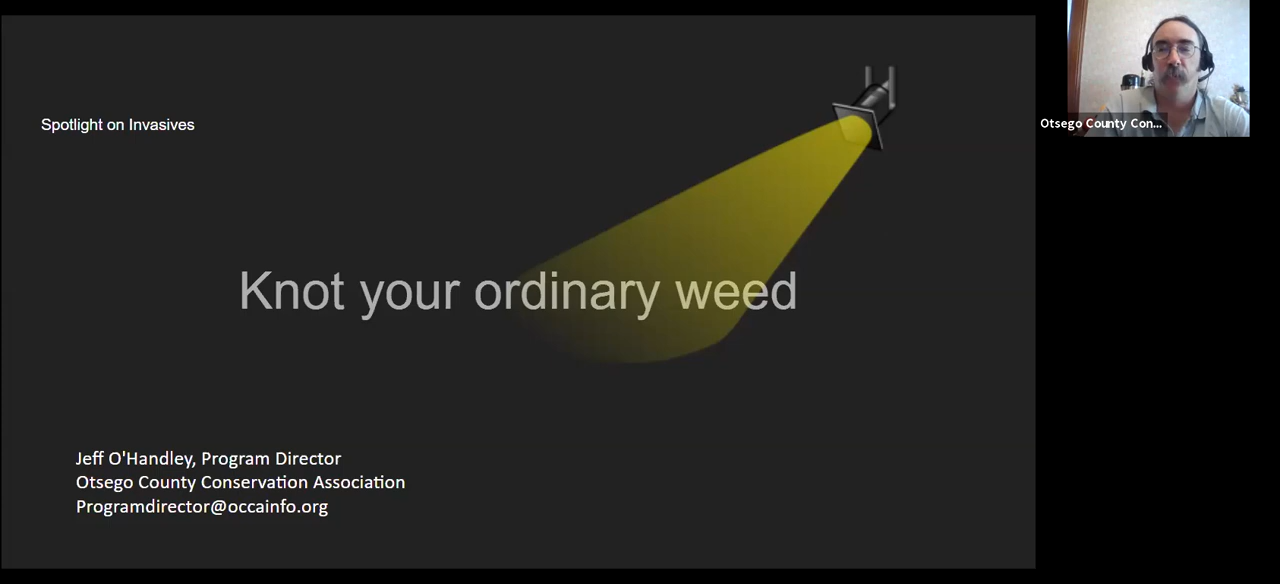 Spotlight on Invasives
Knot your ordinary weed
Jeff O'Handley, Program Director
Otsego County Conservation Association
Programdirector@occainfo.org
Otsego County Con...